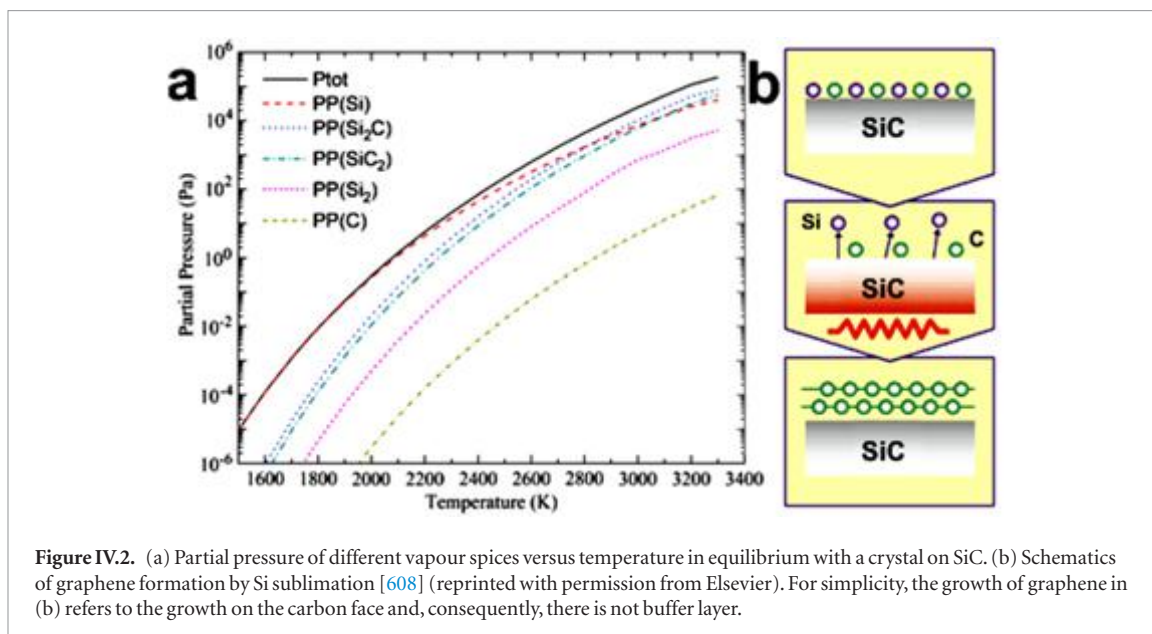 a
10^6
10^4
10^2
10^0
10^-2
10^-4
10^-6
Partial Pressure (Pa)
Ptot
PP(Si)
PP(Si₂C)
PP(SiC₂)
PP(Si₂)
PP(C)
1600 1800 2000 2200 2400 2600 2800 3000 3200 3400
Temperature (K)
b
SiC
Si
C
SiC
SiC
Figure IV.2. (a) Partial pressure of different vapour spices versus temperature in equilibrium with a crystal on SiC. (b) Schematics
of graphene formation by Si sublimation [608] (reprinted with permission from Elsevier). For simplicity, the growth of graphene in
(b) refers to the growth on the carbon face and, consequently, there is not buffer layer.